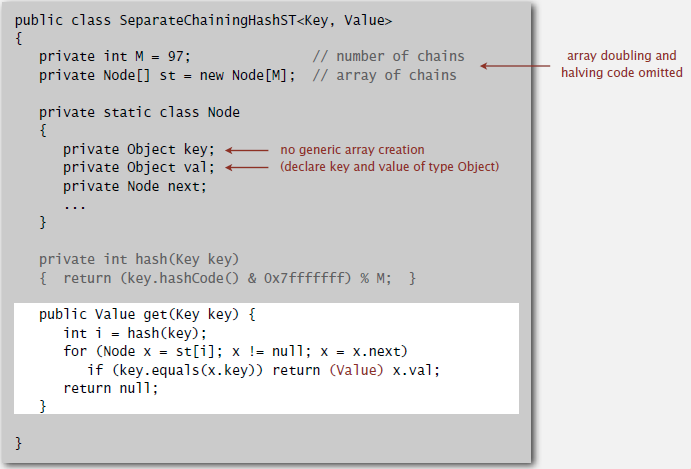 public class SeparateChainingHashST<Key, Value>
{
private int M = 97; // number of chains
private Node[] st = new Node[M]; // array of chains
array doubling and
halving code omitted
private static class Node
{
private Object key;
no generic array creation
private Object val;
(declare key and value of type Object)
private Node next;
...
}
private int hash(Key key)
{ return (key.hashCode() & 0x7fffffff) % M; }
public Value get(Key key) {
int i = hash(key);
for (Node x = st[i]; x != null; x = x.next)
if (key.equals(x.key)) return (Value) x.val;
return null;
}
}